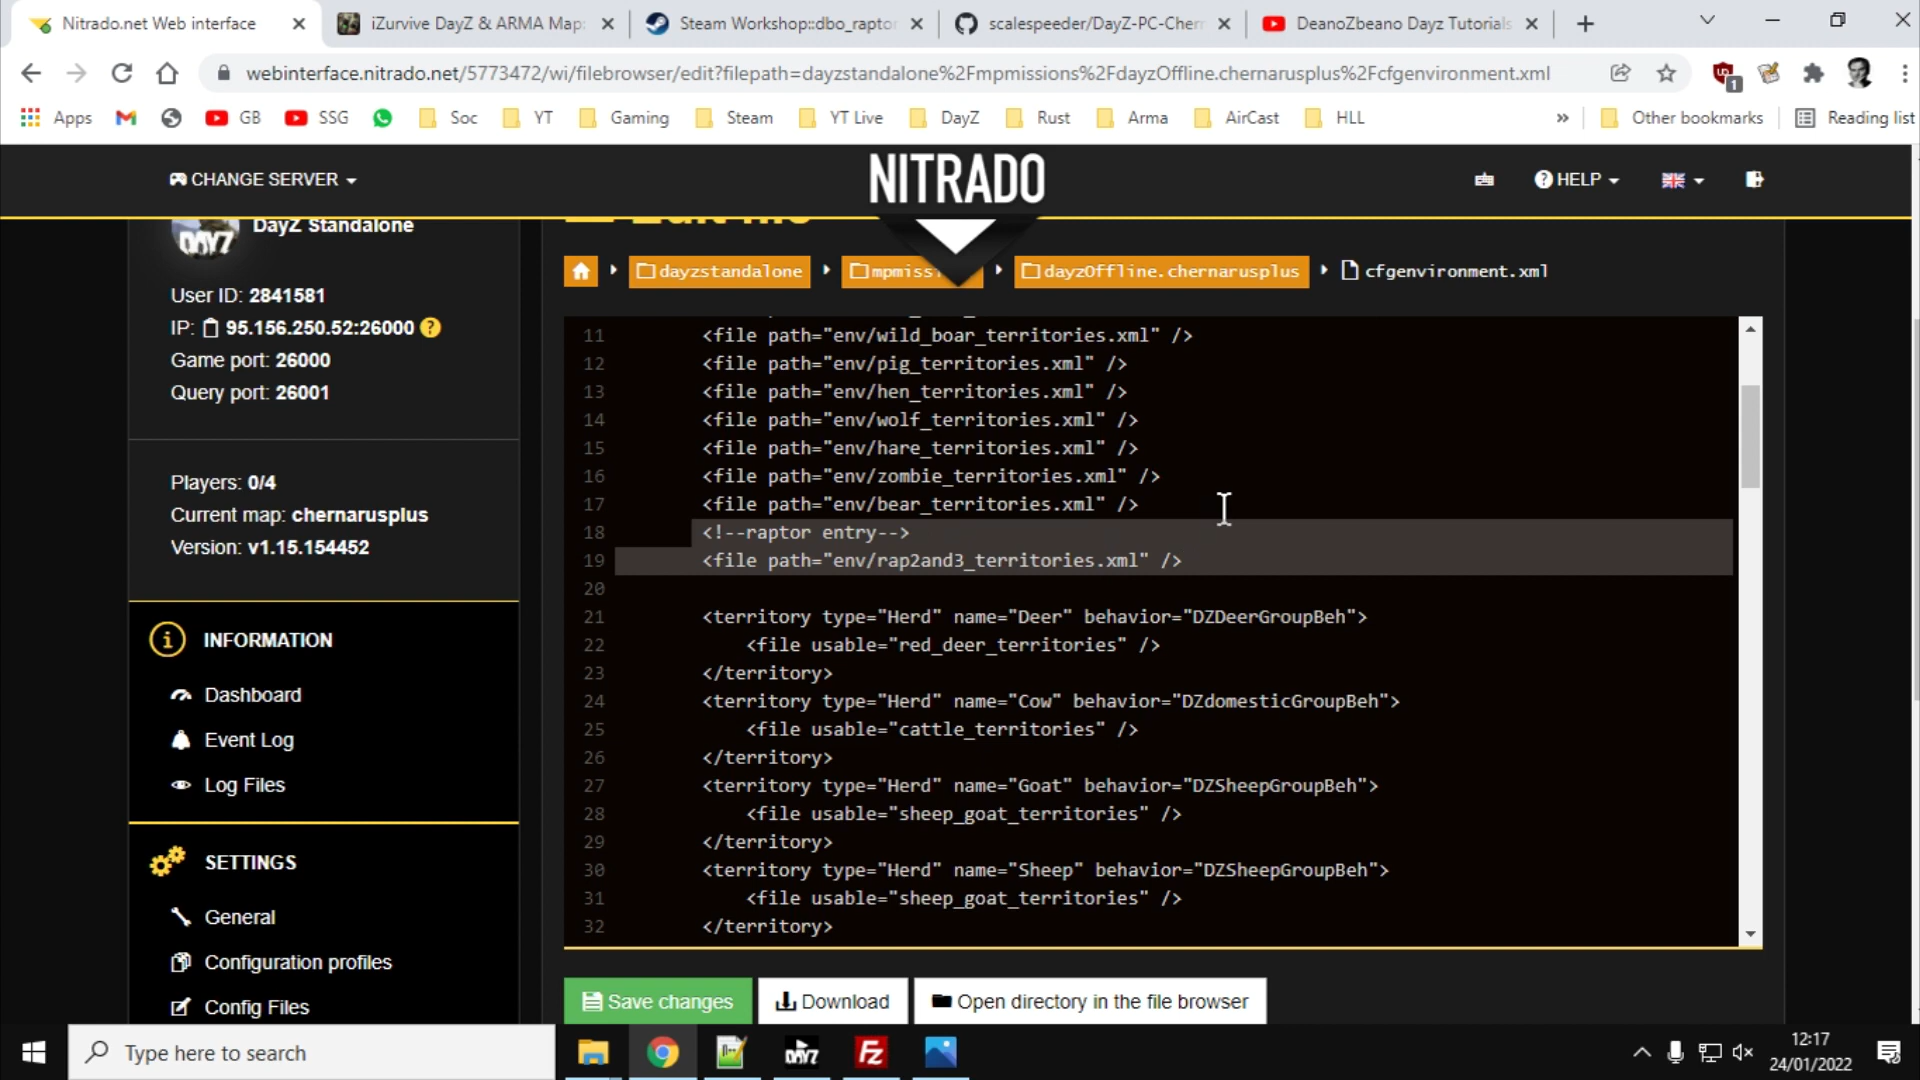 Nitrado.net Web interface
iZurvive DayZ & ARMA Map
Steam Workshop::dbo_raptor
scalespeeder/DayZ-PC-Chern
DeanoZbeano Dayz Tutorials
webinterface.nitrado.net/5773472/wi/filebrowser/edit?filepath=dayzstandalone%2Fmpmissions%2FdayzOffline.chernarusplus%2Fcfgenvironment.xml
1
Apps
GB
SSG
Soc
YT
Gaming
Steam
YT Live
DayZ
Rust
Arma
AirCast
HLL
»
Other bookmarks
Reading list
CHANGE SERVER
NITRADO
HELP
DAYZ
DayZ Standalone
User ID: 2841581
IP: 95.156.250.52:26000 ?
Game port: 26000
Query port: 26001
Players: 0/4
Current map: chernarusplus
Version: v1.15.154452
INFORMATION
Dashboard
Event Log
Log Files
SETTINGS
General
Configuration profiles
Config Files
dayzstandalone
dayzOffline.chernarusplus
cfgenvironment.xml
11 <file path="env/wild_boar_territories.xml" />
12 <file path="env/pig_territories.xml" />
13 <file path="env/hen_territories.xml" />
14 <file path="env/wolf_territories.xml" />
15 <file path="env/hare_territories.xml" />
16 <file path="env/zombie_territories.xml" />
17 <file path="env/bear_territories.xml" />
18 <!--raptor entry-->
19 <file path="env/rap2and3_territories.xml" />
20
21 <territory type="Herd" name="Deer" behavior="DZDeerGroupBeh">
22 <file usable="red_deer_territories" />
23 </territory>
24 <territory type="Herd" name="Cow" behavior="DZdomesticGroupBeh">
25 <file usable="cattle_territories" />
26 </territory>
27 <territory type="Herd" name="Goat" behavior="DZSheepGroupBeh">
28 <file usable="sheep_goat_territories" />
29 </territory>
30 <territory type="Herd" name="Sheep" behavior="DZSheepGroupBeh">
31 <file usable="sheep_goat_territories" />
32 </territory>
Save changes
Download
Open directory in the file browser
Type here to search
DAYZ
Fz
12:17
24/01/2022